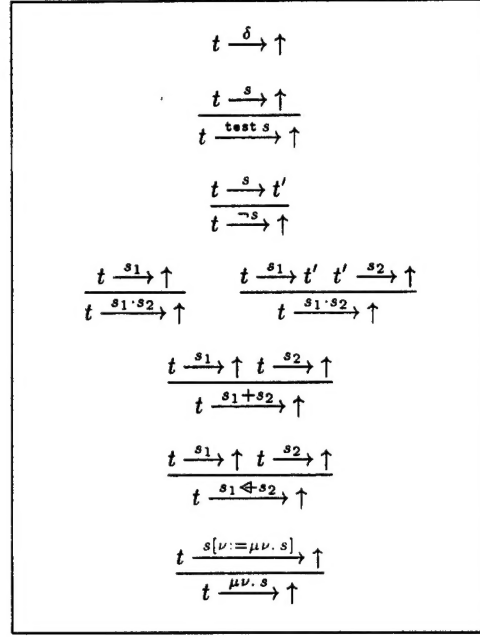 t —δ→ ↑
t —s→ ↑
t —test s→ ↑
t —s→ t′
t —¬s→ ↑
t —s₁→ ↑ t —s₁→ t′ t′ —s₂→ ↑
t —s₁·s₂→ ↑ t —s₁·s₂→ ↑
t —s₁→ ↑ t —s₂→ ↑
t —s₁+s₂→ ↑
t —s₁→ ↑ t —s₂→ ↑
t —s₁⩤s₂→ ↑
t —s[ν:=μν. s]→ ↑
t —μν. s→ ↑